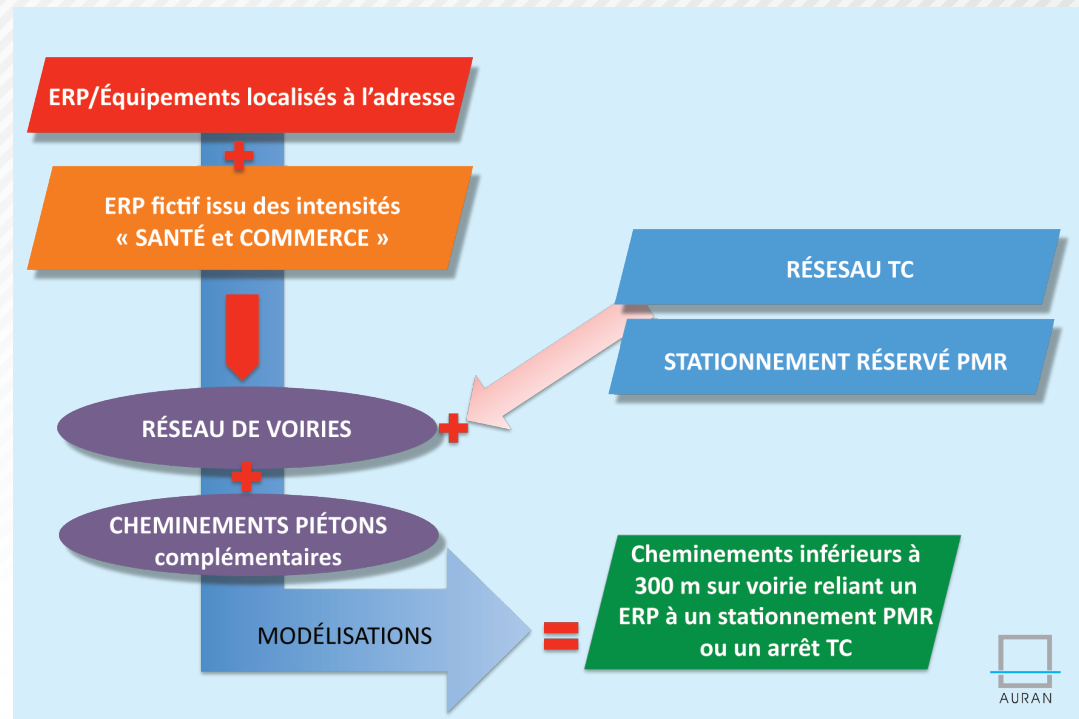 ERP/Équipements localisés à l'adresse
ERP fictif issu des intensités
« SANTÉ et COMMERCE »
RÉSESAU TC
STATIONNEMENT RÉSERVÉ PMR
RÉSEAU DE VOIRIES
CHEMINEMENTS PIÉTONS
complémentaires
MODÉLISATIONS
Cheminements inférieurs à
300 m sur voirie reliant un
ERP à un stationnement PMR
ou un arrêt TC
AURAN